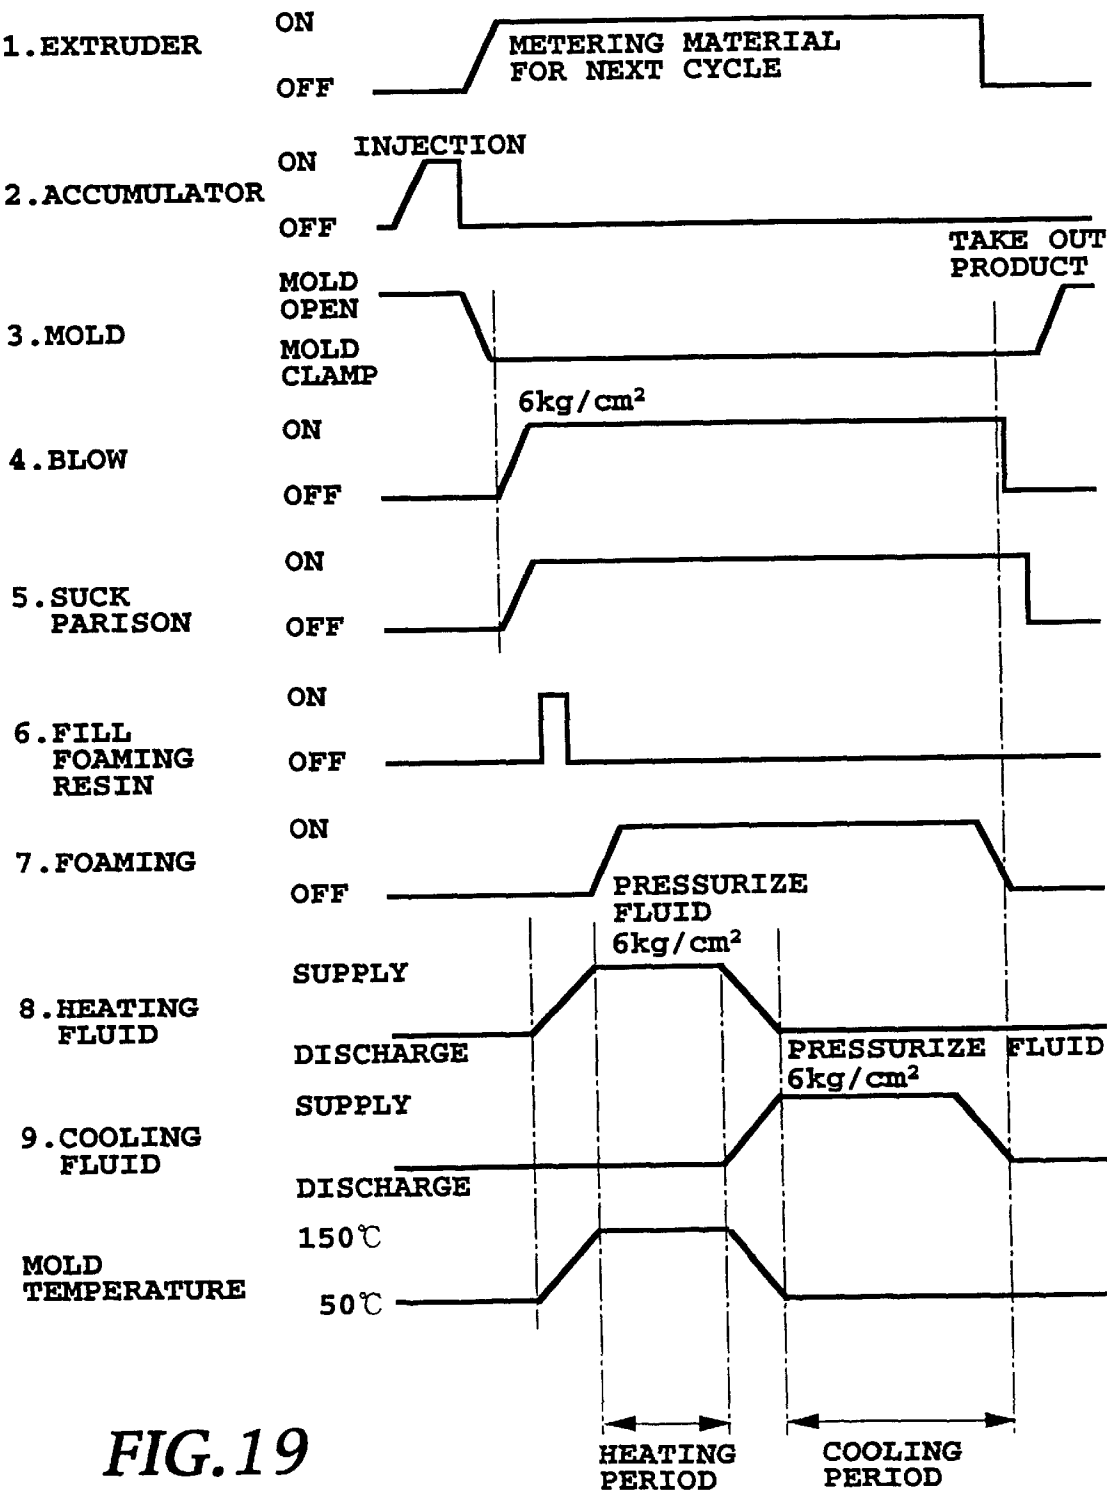 ON
1.EXTRUDER
METERING MATERIAL
FOR NEXT CYCLE
OFF
INJECTION
ON
2.ACCUMULATOR
OFF
TAKE OUT
PRODUCT
MOLD
OPEN
3.MOLD
MOLD
CLAMP
6kg/cm²
ON
4.BLOW
OFF
ON
5.SUCK
PARISON
OFF
ON
6.FILL
FOAMING
RESIN
OFF
ON
7.FOAMING
OFF
PRESSURIZE
FLUID
6kg/cm²
SUPPLY
8.HEATING
FLUID
DISCHARGE
PRESSURIZE FLUID
6kg/cm²
SUPPLY
9.COOLING
FLUID
DISCHARGE
150℃
MOLD
TEMPERATURE
50℃
HEATING
PERIOD
COOLING
PERIOD
FIG.19